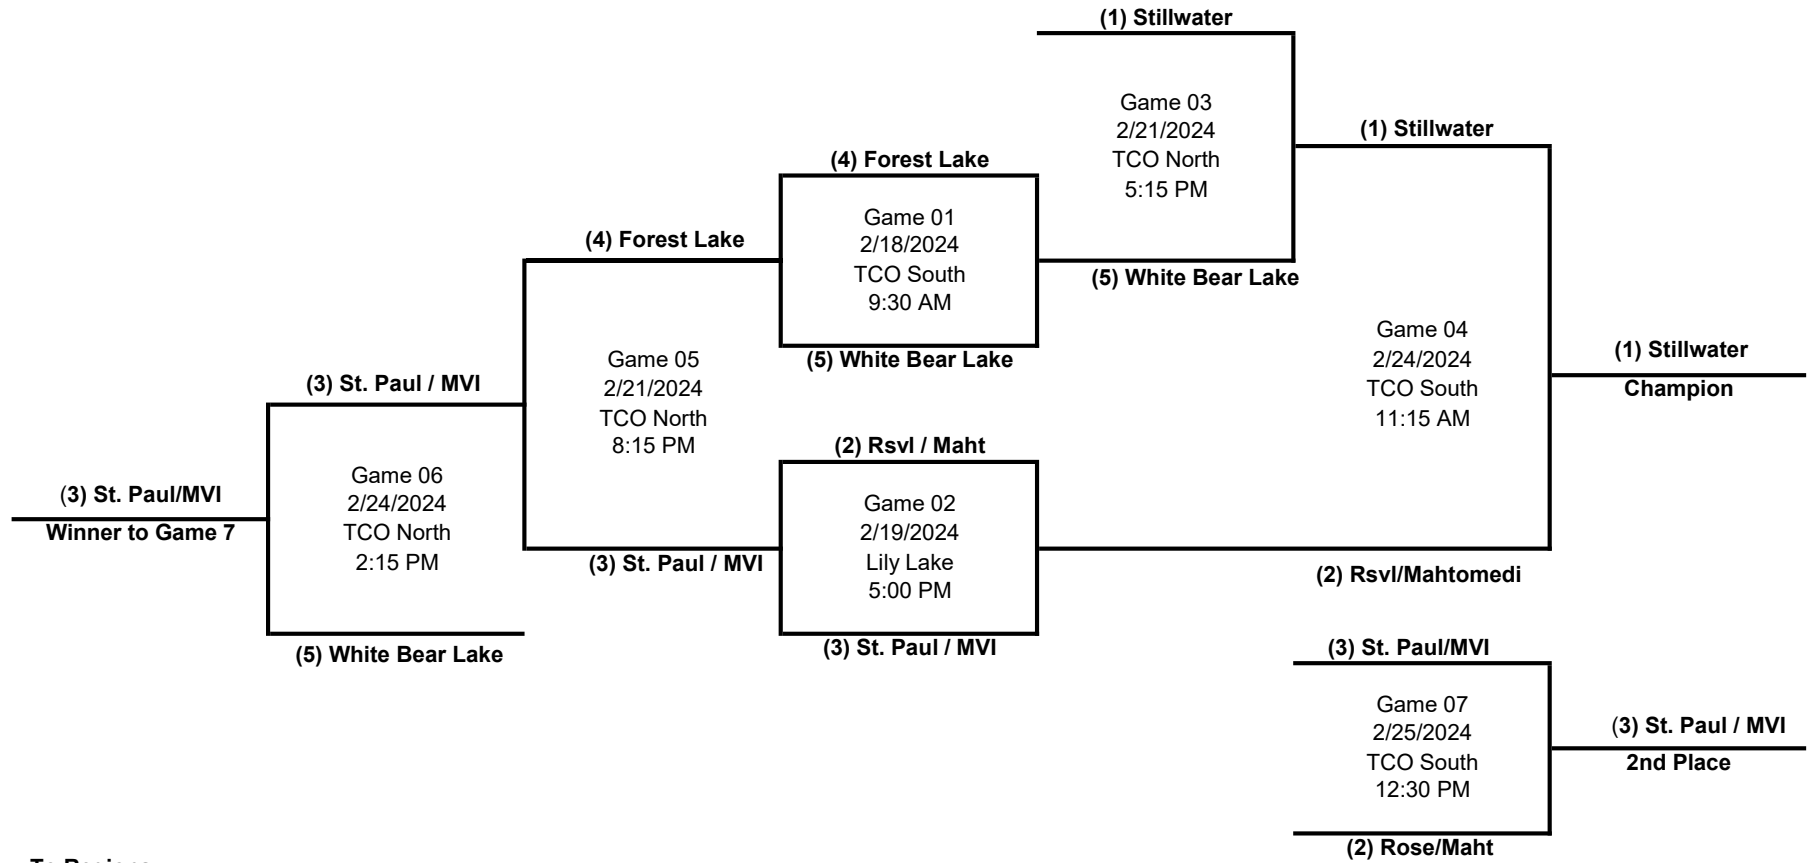 (1) Stillwater
Game 03
2/21/2024
TCO North
5:15 PM
(5) White Bear Lake
(1) Stillwater
(4) Forest Lake
Game 01
2/18/2024
TCO South
9:30 AM
(5) White Bear Lake
(4) Forest Lake
Game 05
2/21/2024
TCO North
8:15 PM
(3) St. Paul / MVI
(3) St. Paul / MVI
Game 06
2/24/2024
TCO North
2:15 PM
(5) White Bear Lake
(3) St. Paul/MVI
Winner to Game 7
(2) Rsvl / Maht
Game 02
2/19/2024
Lily Lake
5:00 PM
(3) St. Paul / MVI
Game 04
2/24/2024
TCO South
11:15 AM
(2) Rsvl/Mahtomedi
(1) Stillwater
Champion
(3) St. Paul/MVI
Game 07
2/25/2024
TCO South
12:30 PM
(2) Rose/Maht
(3) St. Paul / MVI
2nd Place